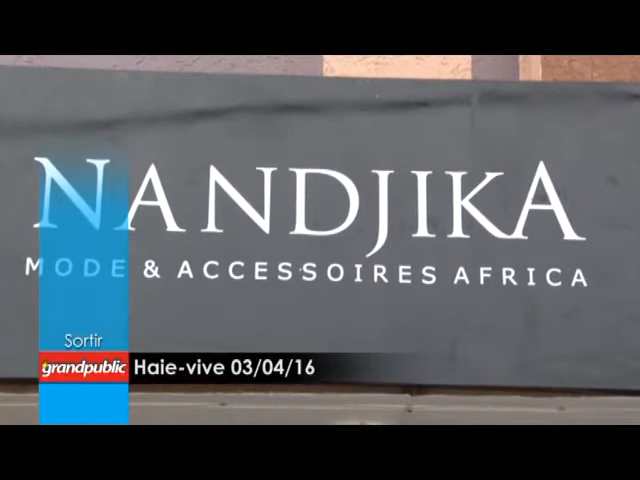 NANDJIKA
MODE & ACCESSOIRES AFRICA
Sortir
grandpublic Haie-vive 03/04/16